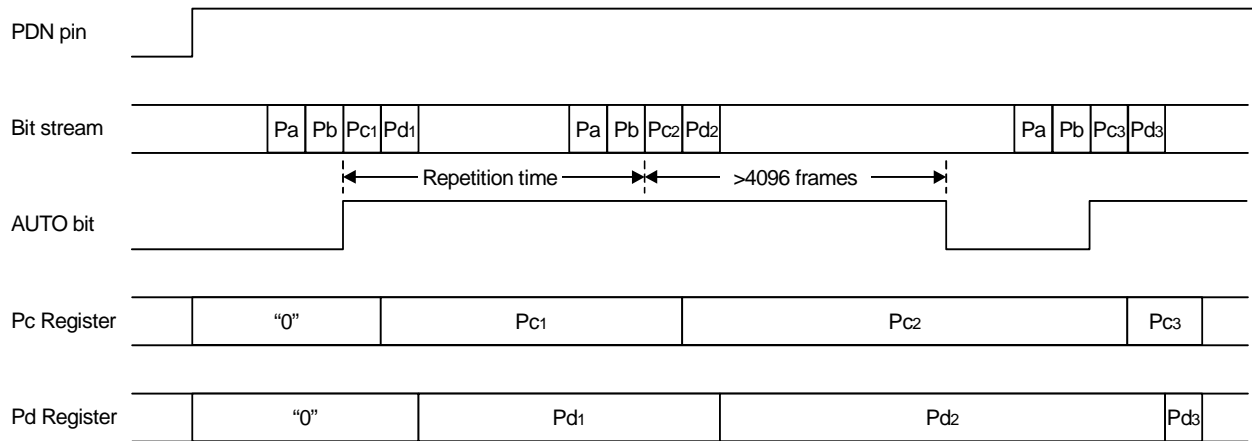 PDN pin
Bit stream
Pa Pb Pc1 Pd1 Pa Pb Pc2 Pd2 Pa Pb Pc3 Pd3
Repetition time >4096 frames
AUTO bit
Pc Register “0” Pc1 Pc2 Pc3
Pd Register “0” Pd1 Pd2 Pd3